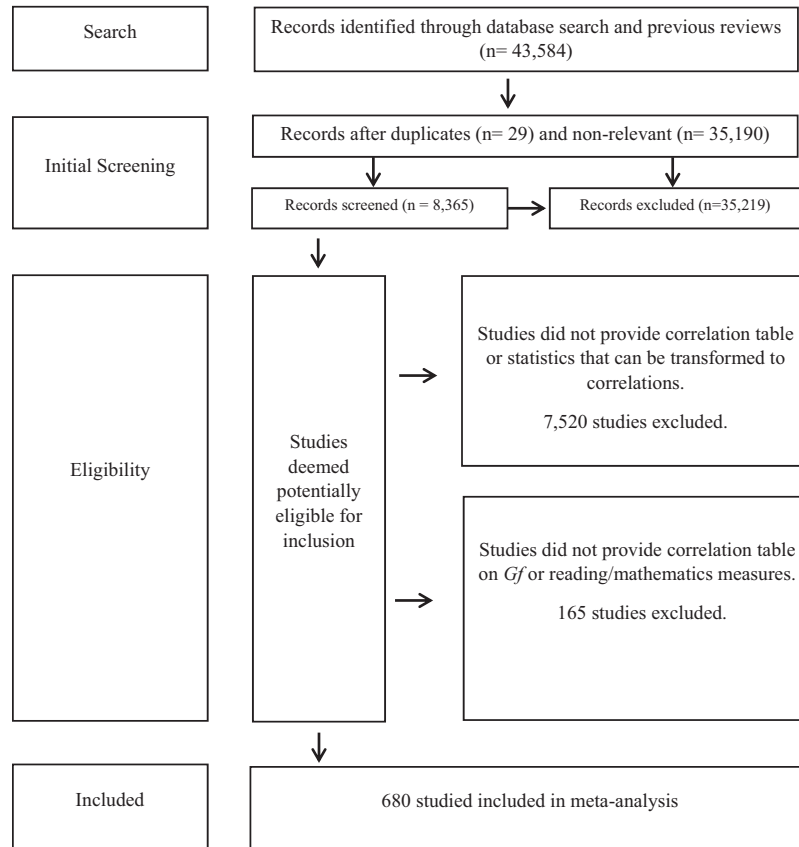 Search
Records identified through database search and previous reviews
(n= 43,584)
Initial Screening
Records after duplicates (n= 29) and non-relevant (n= 35,190)
Records screened (n = 8,365)
Records excluded (n=35,219)
Eligibility
Studies
deemed
potentially
eligible for
inclusion
Studies did not provide correlation table
or statistics that can be transformed to
correlations.
7,520 studies excluded.
Studies did not provide correlation table
on Gf or reading/mathematics measures.
165 studies excluded.
Included
680 studied included in meta-analysis